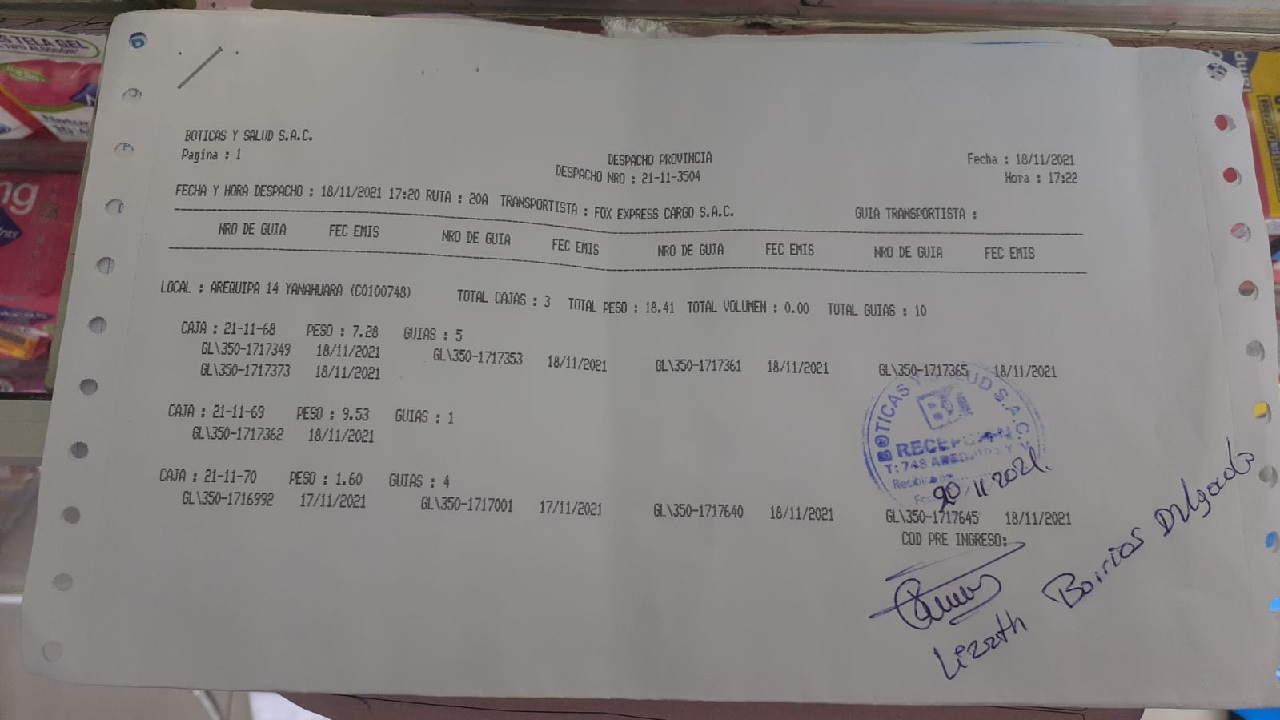 BOTICAS Y SALUD S.A.C.
Pagina : 1
DESPACHO PROVINCIA
DESPACHO NRO : 21-11-3504
Fecha : 18/11/2021
Hora : 17:22
FECHA Y HORA DESPACHO : 18/11/2021 17:20 RUTA : 20A TRANSPORTISTA : FOX EXPRESS CARGO S.A.C. GUIA TRANSPORTISTA :
NRO DE GUIA FEC EMIS NRO DE GUIA FEC EMIS NRO DE GUIA FEC EMIS NRO DE GUIA FEC EMIS
LOCAL : AREQUIPA 14 YANAHUARA (C0100748) TOTAL CAJAS : 3 TOTAL PESO : 18.41 TOTAL VOLUMEN : 0.00 TOTAL GUIAS : 10
CAJA : 21-11-68 PESO : 7.28 GUIAS : 5
GL\350-1717349 18/11/2021 GL\350-1717353 18/11/2021 GL\350-1717361 18/11/2021 GL\350-1717365 18/11/2021
GL\350-1717373 18/11/2021
CAJA : 21-11-69 PESO : 9.53 GUIAS : 1
GL\350-1717362 18/11/2021
CAJA : 21-11-70 PESO : 1.60 GUIAS : 4
GL\350-1716992 17/11/2021 GL\350-1717001 17/11/2021 GL\350-1717640 18/11/2021 GL\350-1717645 18/11/2021
COD PRE INGRESO:
BOTICAS Y SALUD S.A.C.
RECEPCION
T: 748
20/11/2021
Lizeth Barrios Delgado
TELA GEL